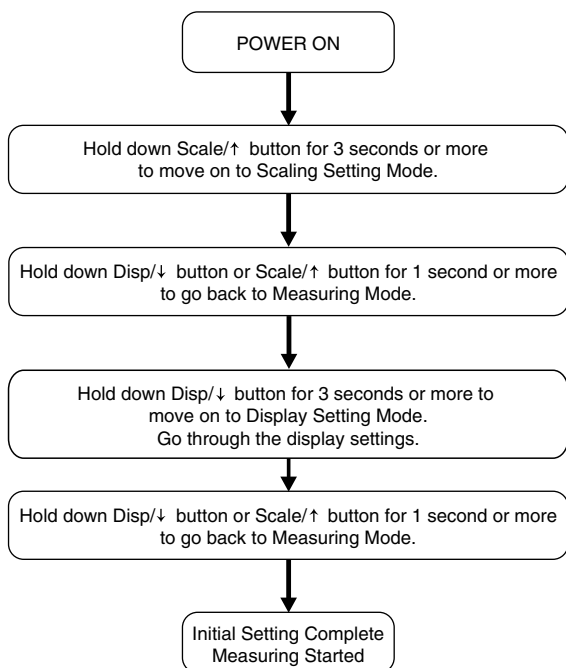 POWER ON
Hold down Scale/↑ button for 3 seconds or more
to move on to Scaling Setting Mode.
Hold down Disp/↓ button or Scale/↑ button for 1 second or more
to go back to Measuring Mode.
Hold down Disp/↓ button for 3 seconds or more to
move on to Display Setting Mode.
Go through the display settings.
Hold down Disp/↓ button or Scale/↑ button for 1 second or more
to go back to Measuring Mode.
Initial Setting Complete
Measuring Started